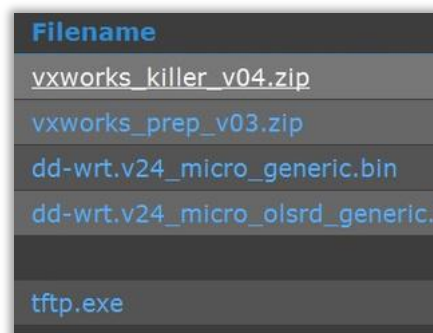 Filename
vxworks_killer_v04.zip
vxworks_prep_v03.zip
dd-wrt.v24_micro_generic.bin
dd-wrt.v24_micro_olsrd_generic.
tftp.exe